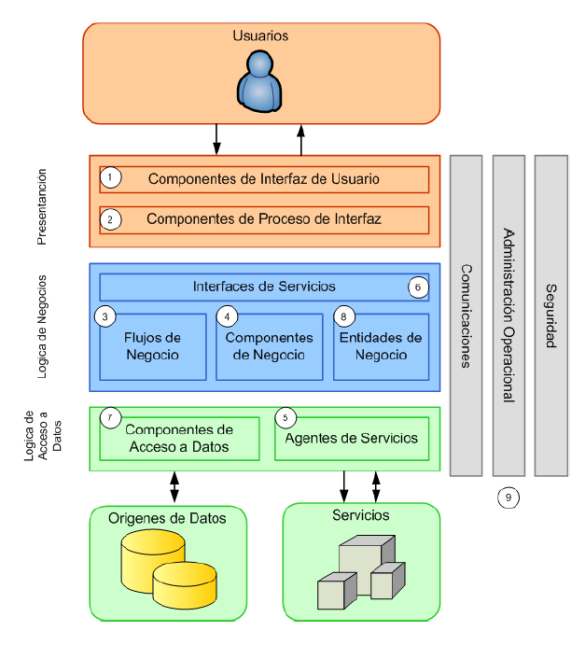 Usuarios
Presentanción
1
Componentes de Interfaz de Usuario
2
Componentes de Proceso de Interfaz
Logica de Negocios
Interfaces de Servicios
6
3
Flujos de
Negocio
4
Componentes
de Negocio
8
Entidades de
Negocio
Logica de
Acceso a
Datos
7
Componentes de
Acceso a Datos
5
Agentes de Servicios
Comunicaciones
Administración Operacional
Seguridad
9
Origenes de Datos
Servicios